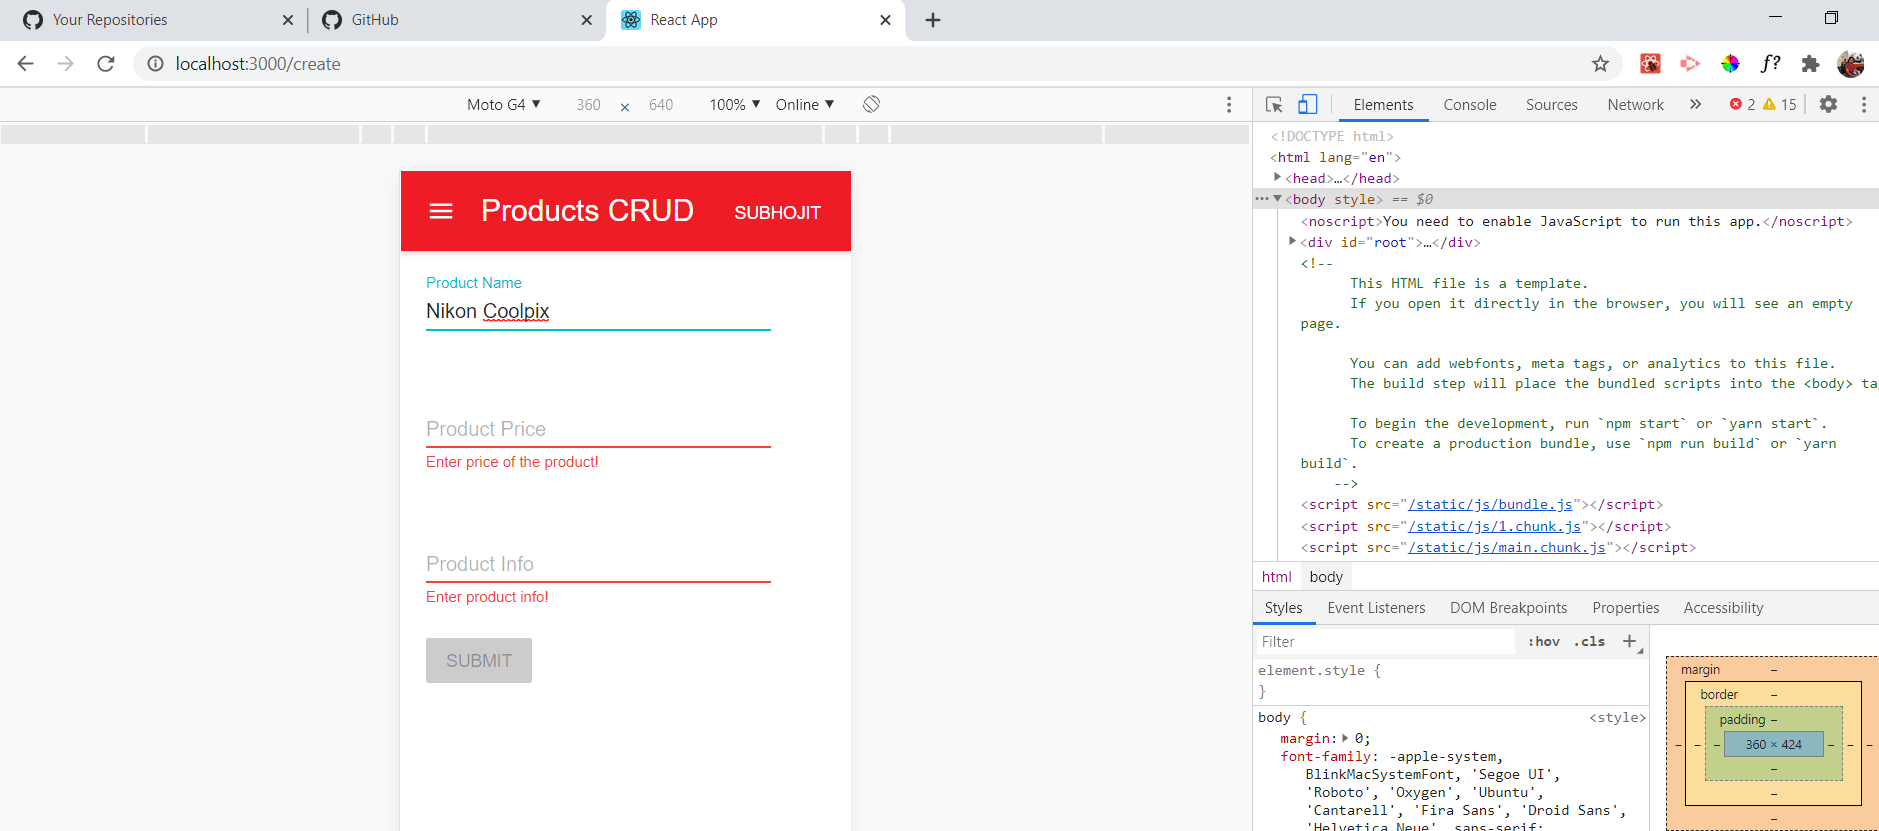 Your Repositories
GitHub
React App
localhost:3000/create
f?
Moto G4 ▼ 360 × 640 100% ▼ Online ▼
Elements Console Sources Network » 2 15
Products CRUD SUBHOJIT
Product Name
Nikon Coolpix
Product Price
Enter price of the product!
Product Info
Enter product info!
SUBMIT
<!DOCTYPE html>
<html lang="en">
<head>…</head>
<body style> == $0
<noscript>You need to enable JavaScript to run this app.</noscript>
<div id="root">…</div>
<!--
This HTML file is a template.
If you open it directly in the browser, you will see an empty
page.
You can add webfonts, meta tags, or analytics to this file.
The build step will place the bundled scripts into the <body>
To begin the development, run `npm start` or `yarn start`.
To create a production bundle, use `npm run build` or `yarn
build`.
-->
<script src="/static/js/bundle.js"></script>
<script src="/static/js/1.chunk.js"></script>
<script src="/static/js/main.chunk.js"></script>
html body
Styles Event Listeners DOM Breakpoints Properties Accessibility
Filter :hov .cls +
element.style {
}
body { <style>
margin: 0;
font-family: -apple-system,
BlinkMacSystemFont, 'Segoe UI',
'Roboto', 'Oxygen', 'Ubuntu',
'Cantarell', 'Fira Sans', 'Droid Sans',
'Helvetica Neue', sans-serif;
margin –
border –
padding –
– – – 360 × 424 – – –
–
–
–